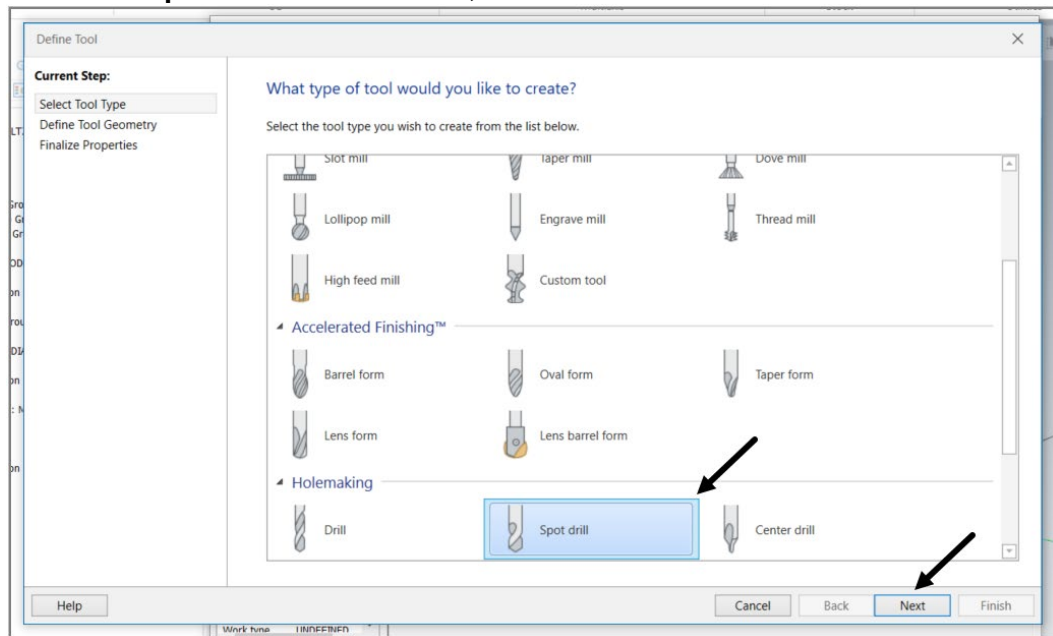 Define Tool
Current Step:
Select Tool Type
Define Tool Geometry
Finalize Properties
What type of tool would you like to create?
Select the tool type you wish to create from the list below.
Slot mill Taper mill Dove mill
Lollipop mill Engrave mill Thread mill
High feed mill Custom tool
Accelerated Finishing™
Barrel form Oval form Taper form
Lens form Lens barrel form
Holemaking
Drill Spot drill Center drill
Help Cancel Back Next Finish
Work type UNDEFINED